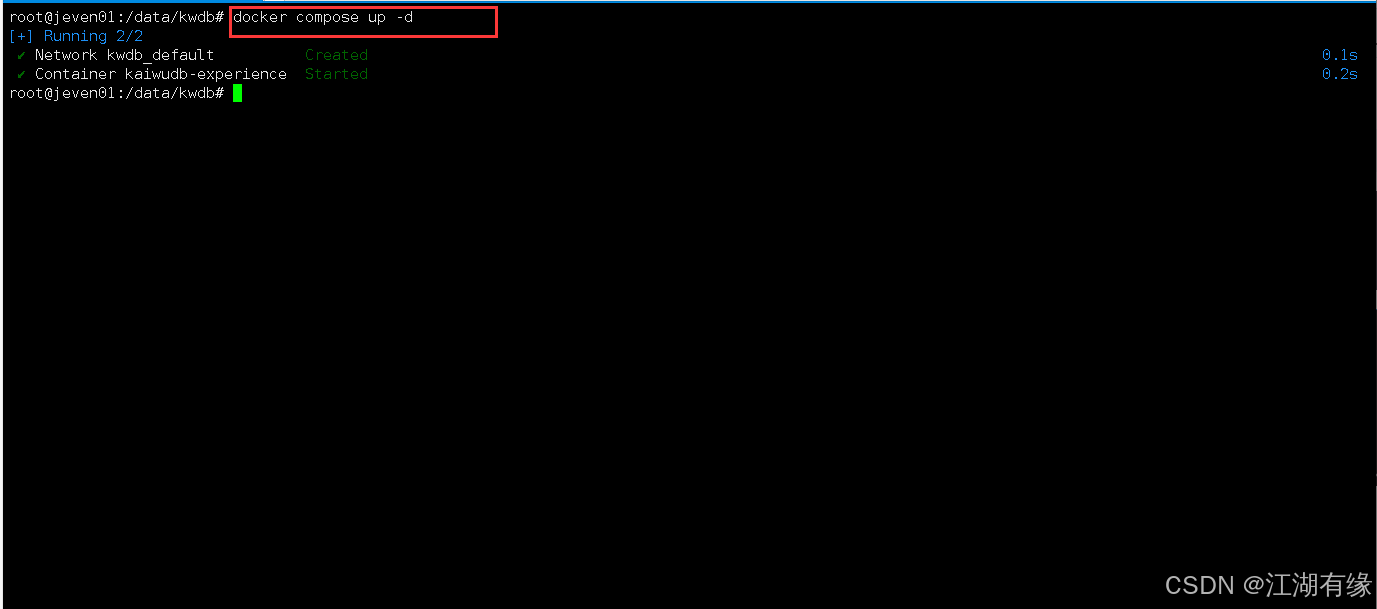 root@jeven01:/data/kwdb# docker compose up -d
[+] Running 2/2
✔ Network kwdb_default Created 0.1s
✔ Container kaiwudb-experience Started 0.2s
root@jeven01:/data/kwdb#
CSDN @江湖有缘